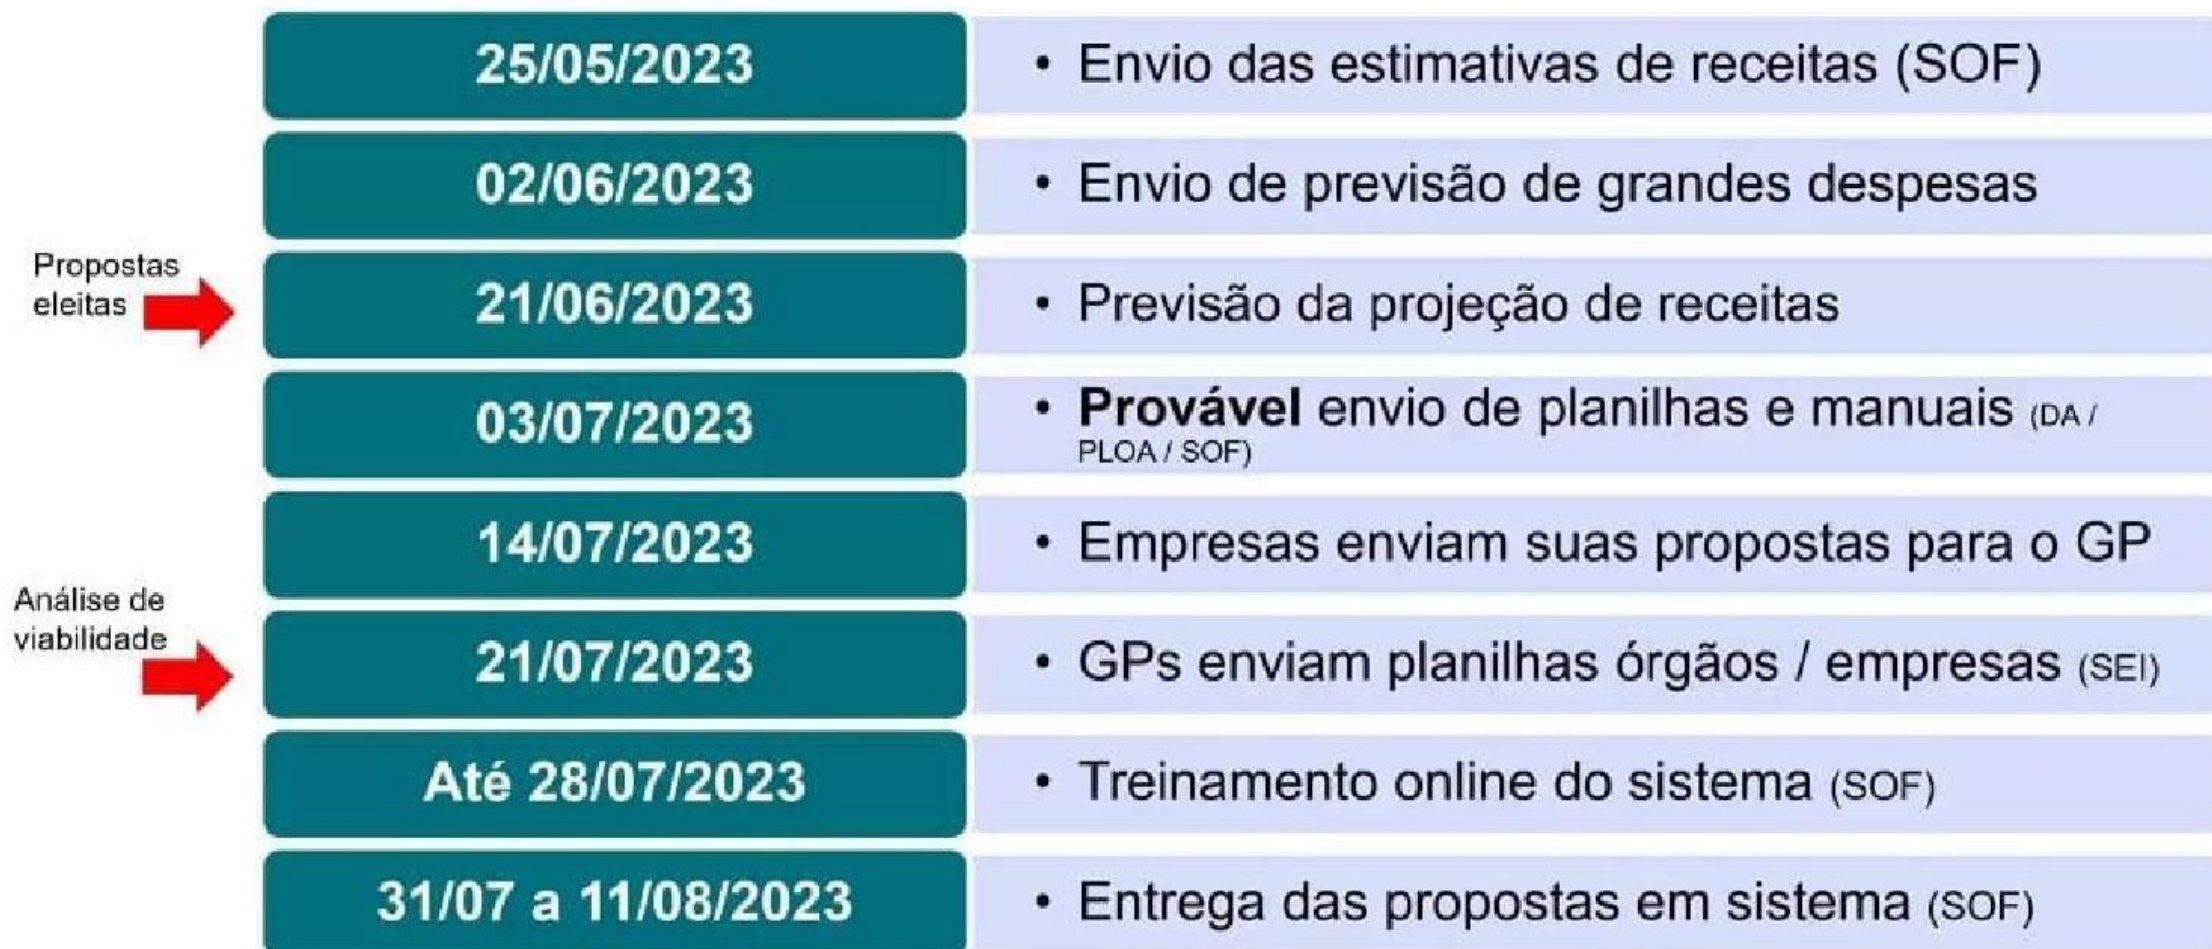 25/05/2023
• Envio das estimativas de receitas (SOF)
02/06/2023
• Envio de previsão de grandes despesas
Propostas
eleitas
21/06/2023
• Previsão da projeção de receitas
03/07/2023
• Provável envio de planilhas e manuais (DA /
PLOA / SOF)
14/07/2023
• Empresas enviam suas propostas para o GP
Análise de
viabilidade
21/07/2023
• GPs enviam planilhas órgãos / empresas (SEI)
Até 28/07/2023
• Treinamento online do sistema (SOF)
31/07 a 11/08/2023
• Entrega das propostas em sistema (SOF)